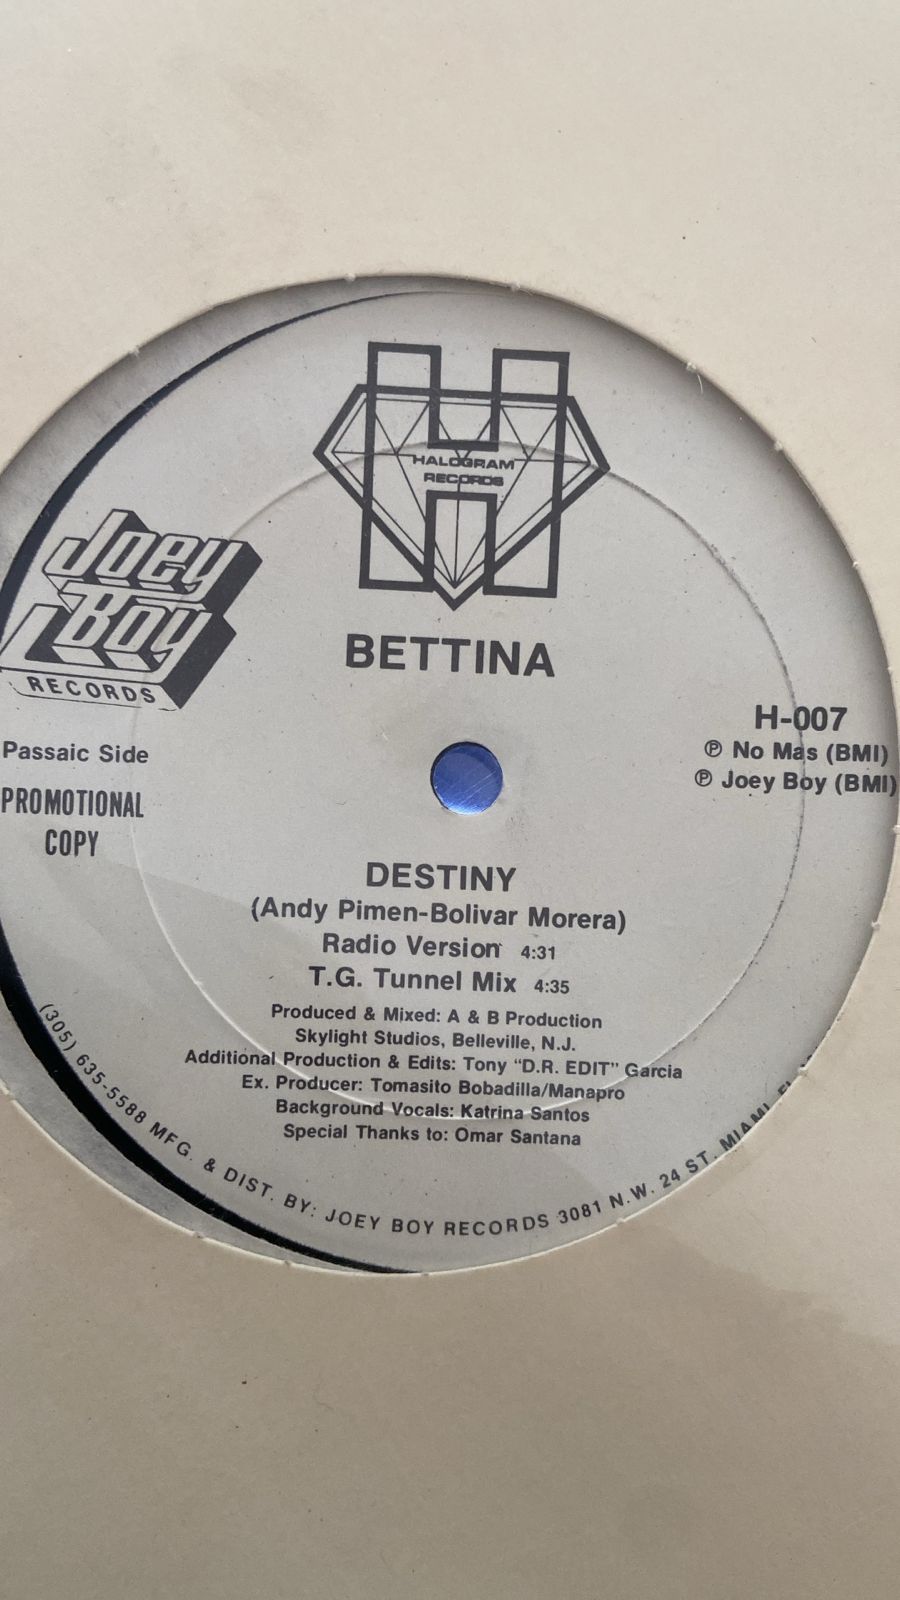 HALOGRAM
RECORDS
Joey
Boy
RECORDS
BETTINA
H-007
℗ No Mas (BMI)
℗ Joey Boy (BMI)
Passaic Side
PROMOTIONAL
COPY
DESTINY
(Andy Pimen-Bolivar Morera)
Radio Version 4:31
T.G. Tunnel Mix 4:35
Produced & Mixed: A & B Production
Skylight Studios, Belleville, N.J.
Additional Production & Edits: Tony "D.R. EDIT" Garcia
Ex. Producer: Tomasito Bobadilla/Manapro
Background Vocals: Katrina Santos
Special Thanks to: Omar Santana
(305) 635-5588 MFG. & DIST. BY: JOEY BOY RECORDS 3081 N.W. 24 ST. MIAMI,